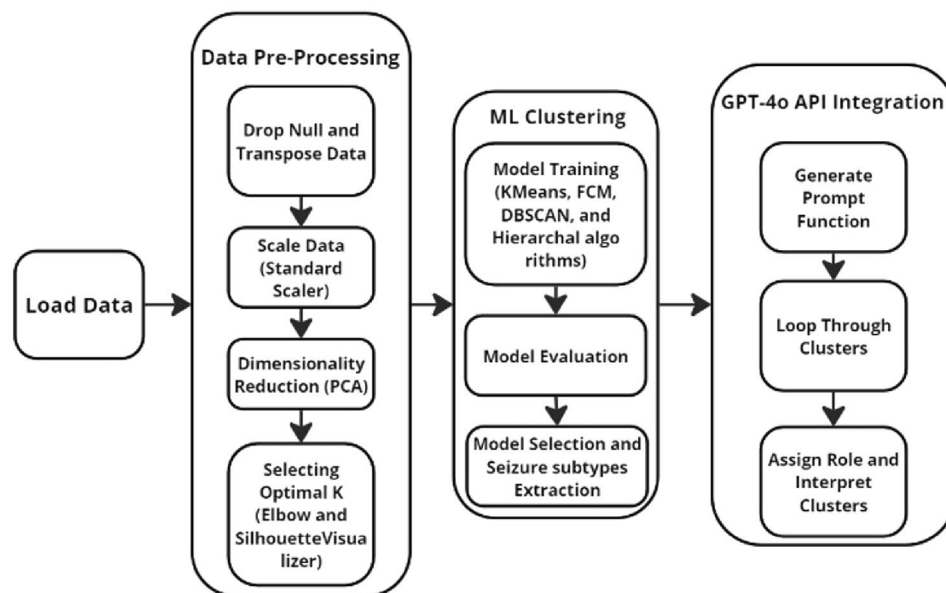 Load Data
Data Pre-Processing
Drop Null and
Transpose Data
Scale Data
(Standard
Scaler)
Dimensionality
Reduction (PCA)
Selecting
Optimal K
(Elbow and
SilhouetteVisua
lizer)
ML Clustering
Model Training
(KMeans, FCM,
DBSCAN, and
Hierarchal algo
rithms)
Model Evaluation
Model Selection and
Seizure subtypes
Extraction
GPT-4o API Integration
Generate
Prompt
Function
Loop Through
Clusters
Assign Role and
Interpret
Clusters